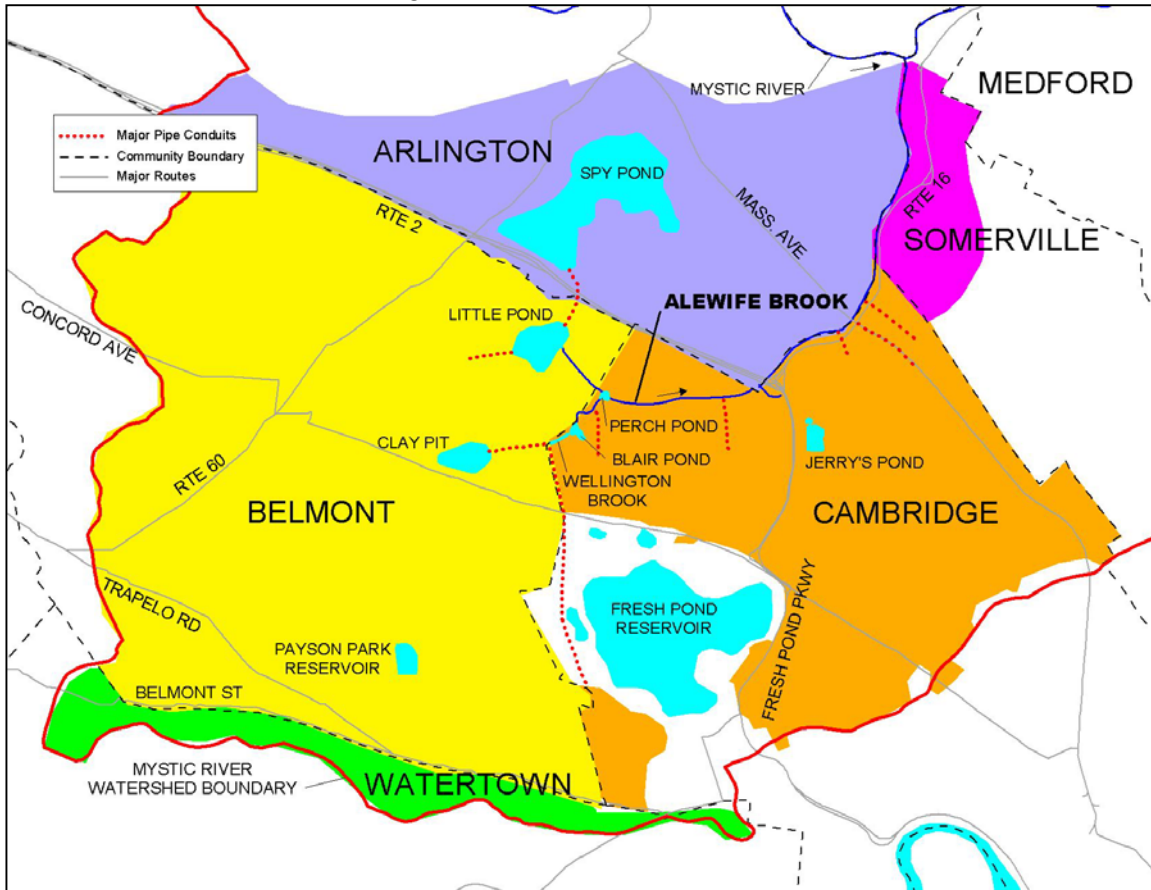 MYSTIC RIVER
MEDFORD
Major Pipe Conduits
Community Boundary
Major Routes
ARLINGTON
SPY POND
RTE 2
MASS. AVE
RTE 16
SOMERVILLE
CONCORD AVE
LITTLE POND
ALEWIFE BROOK
PERCH POND
CLAY PIT
BLAIR POND
JERRY'S POND
WELLINGTON
BROOK
RTE 60
BELMONT
CAMBRIDGE
TRAPELO RD
FRESH POND
RESERVOIR
FRESH POND PKWY
PAYSON PARK
RESERVOIR
BELMONT ST
MYSTIC RIVER
WATERSHED BOUNDARY
WATERTOWN